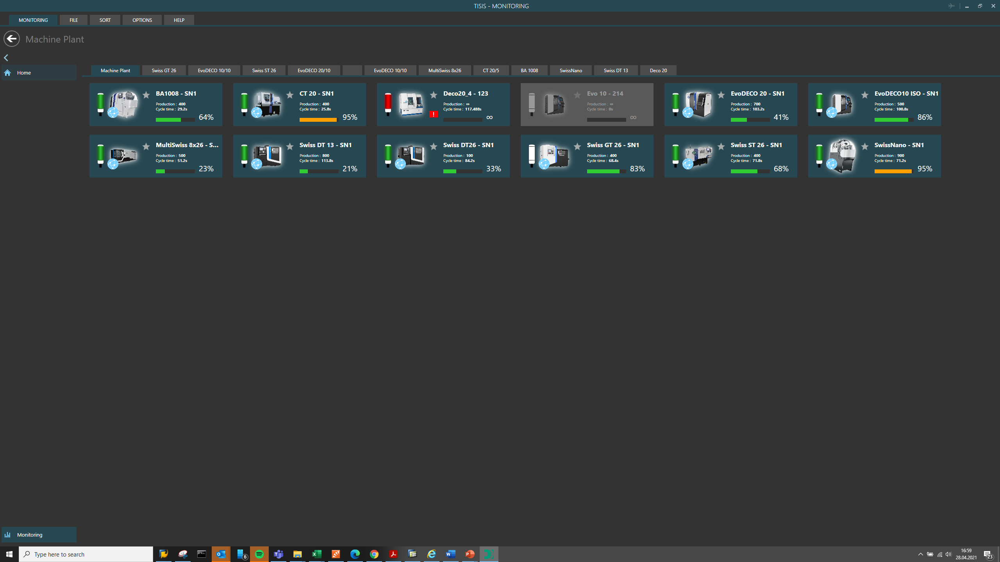 TISIS - MONITORING
MONITORING FILE SORT OPTIONS HELP
Machine Plant
Home
Machine Plant Swiss GT 26 EvoDECO 10/10 Swiss ST 26 EvoDECO 20/10 EvoDECO 10/10 MultiSwiss 8x26 CT 20/5 BA 1008 SwissNano Swiss DT 13 Deco 20
BA1008 - SN1
Production : 400
Cycle time : 29.2s
64%
CT 20 - SN1
Production : 400
Cycle time : 25.8s
95%
Deco20_4 - 123
Production : ∞
Cycle time : 117.488s
!
∞
Evo 10 - 214
Production : ∞
Cycle time : 0s
∞
EvoDECO 20 - SN1
Production : 700
Cycle time : 103.2s
41%
EvoDECO10 ISO - SN1
Production : 500
Cycle time : 100.8s
86%
MultiSwiss 8x26 - S...
Production : 500
Cycle time : 51.2s
23%
Swiss DT 13 - SN1
Production : 800
Cycle time : 113.8s
21%
Swiss DT26 - SN1
Production : 100
Cycle time : 84.2s
33%
Swiss GT 26 - SN1
Production : 400
Cycle time : 68.4s
83%
Swiss ST 26 - SN1
Production : 400
Cycle time : 71.8s
68%
SwissNano - SN1
Production : 900
Cycle time : 71.2s
95%
Monitoring
Type here to search
6
16:59
28.04.2021
23